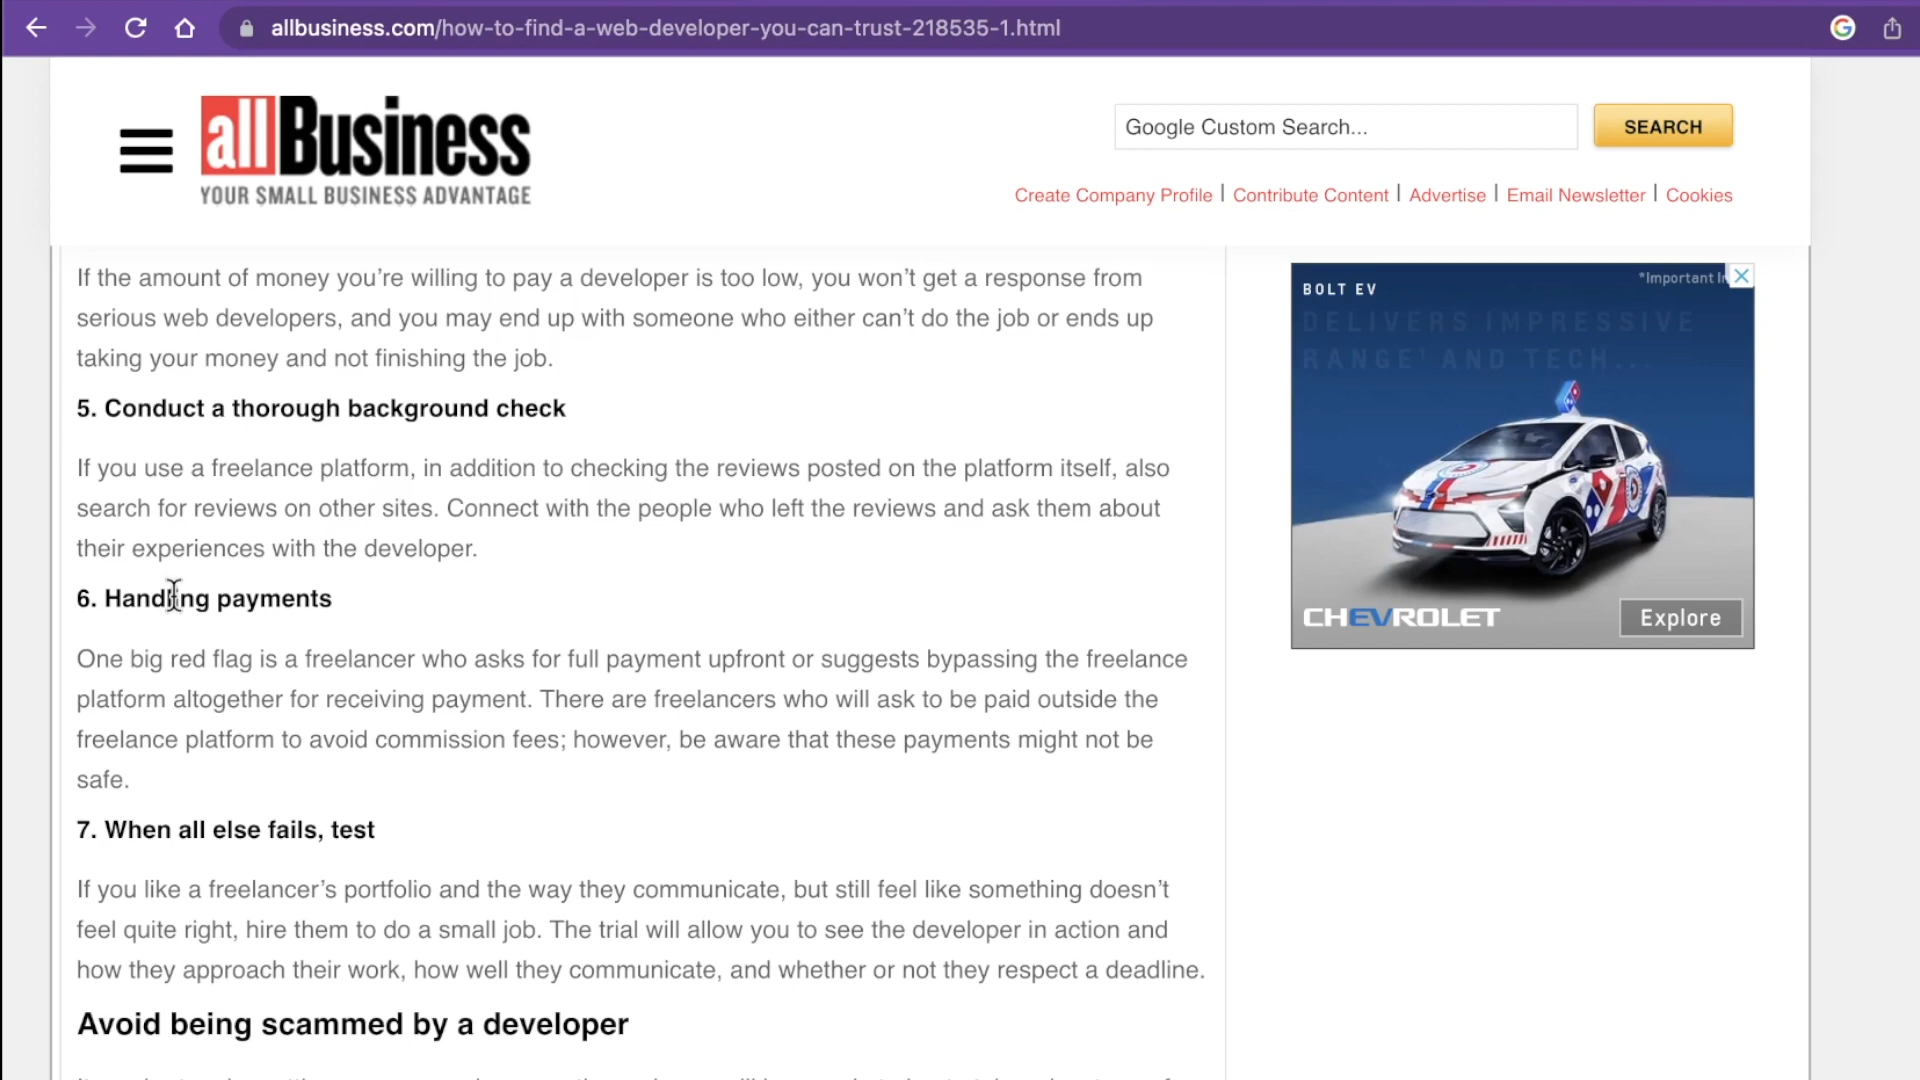 allbusiness.com/how-to-find-a-web-developer-you-can-trust-218535-1.html
allBusiness
YOUR SMALL BUSINESS ADVANTAGE
Google Custom Search...
SEARCH
Create Company Profile | Contribute Content | Advertise | Email Newsletter | Cookies
If the amount of money you’re willing to pay a developer is too low, you won’t get a response from
serious web developers, and you may end up with someone who either can’t do the job or ends up
taking your money and not finishing the job.
5. Conduct a thorough background check
If you use a freelance platform, in addition to checking the reviews posted on the platform itself, also
search for reviews on other sites. Connect with the people who left the reviews and ask them about
their experiences with the developer.
6. Handling payments
One big red flag is a freelancer who asks for full payment upfront or suggests bypassing the freelance
platform altogether for receiving payment. There are freelancers who will ask to be paid outside the
freelance platform to avoid commission fees; however, be aware that these payments might not be
safe.
7. When all else fails, test
If you like a freelancer’s portfolio and the way they communicate, but still feel like something doesn’t
feel quite right, hire them to do a small job. The trial will allow you to see the developer in action and
how they approach their work, how well they communicate, and whether or not they respect a deadline.
Avoid being scammed by a developer
*Important
BOLT EV
DELIVERS IMPRESSIVE
RANGE¹ AND TECH...
CHEVROLET
Explore